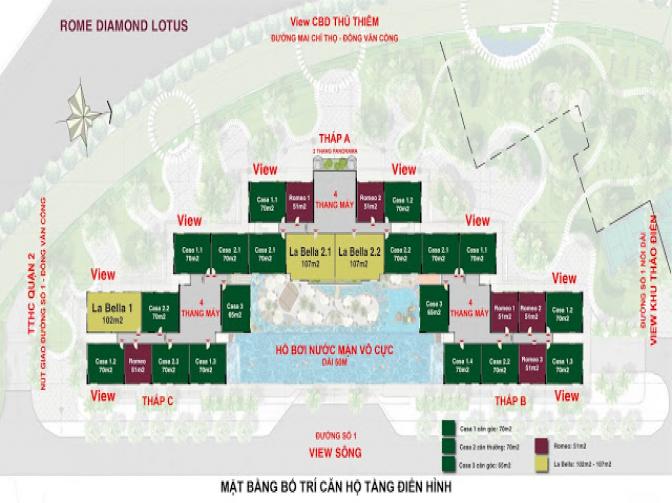 ROME DIAMOND LOTUS
View CBD THỦ THIÊM
ĐƯỜNG MAI CHÍ THỌ - ĐỒNG VĂN CỐNG
THÁP A
2 THANG PANORAMA
View
View
Casa 1.1
70m2
Romeo 1
51m2
4
THANG MÁY
Romeo 2
51m2
Casa 1.2
70m2
View
View
Casa 1.1
70m2
Casa 2.1
70m2
Casa 2.1
70m2
La Bella 2.1
107m2
La Bella 2.2
107m2
Casa 2.2
70m2
Casa 2.1
70m2
Casa 1.1
70m2
View
View
La Bella 1
102m2
Casa 2.2
70m2
4
THANG MÁY
Casa 3
65m2
Casa 3
65m2
4
THANG MÁY
Romeo 1
51m2
Romeo 2
51m2
Casa 1.2
70m2
HỒ BƠI NƯỚC MẶN VÔ CỰC
DÀI 50M
Casa 1.2
70m2
Romeo
51m2
Casa 2.3
70m2
Casa 1.3
70m2
Casa 1.4
70m2
Casa 2.2
70m2
Romeo 3
51m2
Casa 1.3
70m2
View
THÁP C
THÁP B
View
TTHC QUẬN 2
NÚT GIAO ĐƯỜNG SỐ 1 - ĐỒNG VĂN CỐNG
ĐƯỜNG SỐ 1 NỐI DÀI
VIEW KHU THẢO ĐIỀN
ĐƯỜNG SỐ 1
VIEW SÔNG
Casa 1 căn góc: 70m2
Casa 2 căn thường: 70m2
Casa 3 căn góc: 65m2
Romeo: 51m2
La Bella: 102m2 - 107m2
MẶT BẰNG BỐ TRÍ CĂN HỘ TẦNG ĐIỂN HÌNH